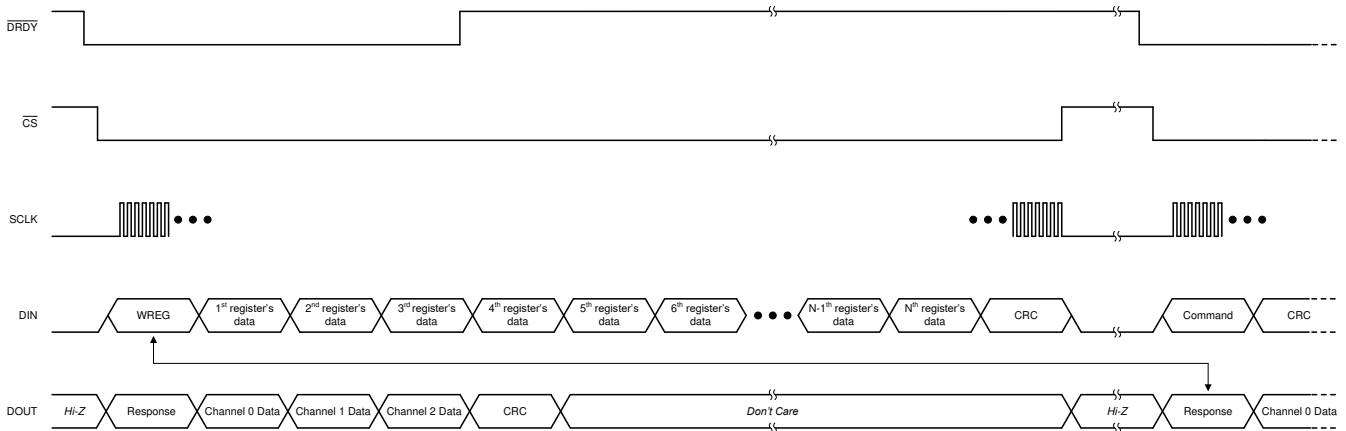 DRDY
CS
SCLK
DIN
WREG
1st register's
data
2nd register's
data
3rd register's
data
4th register's
data
5th register's
data
6th register's
data
N-1th register's
data
Nth register's
data
CRC
Command
CRC
DOUT
Hi-Z
Response
Channel 0 Data
Channel 1 Data
Channel 2 Data
CRC
Don't Care
Hi-Z
Response
Channel 0 Data